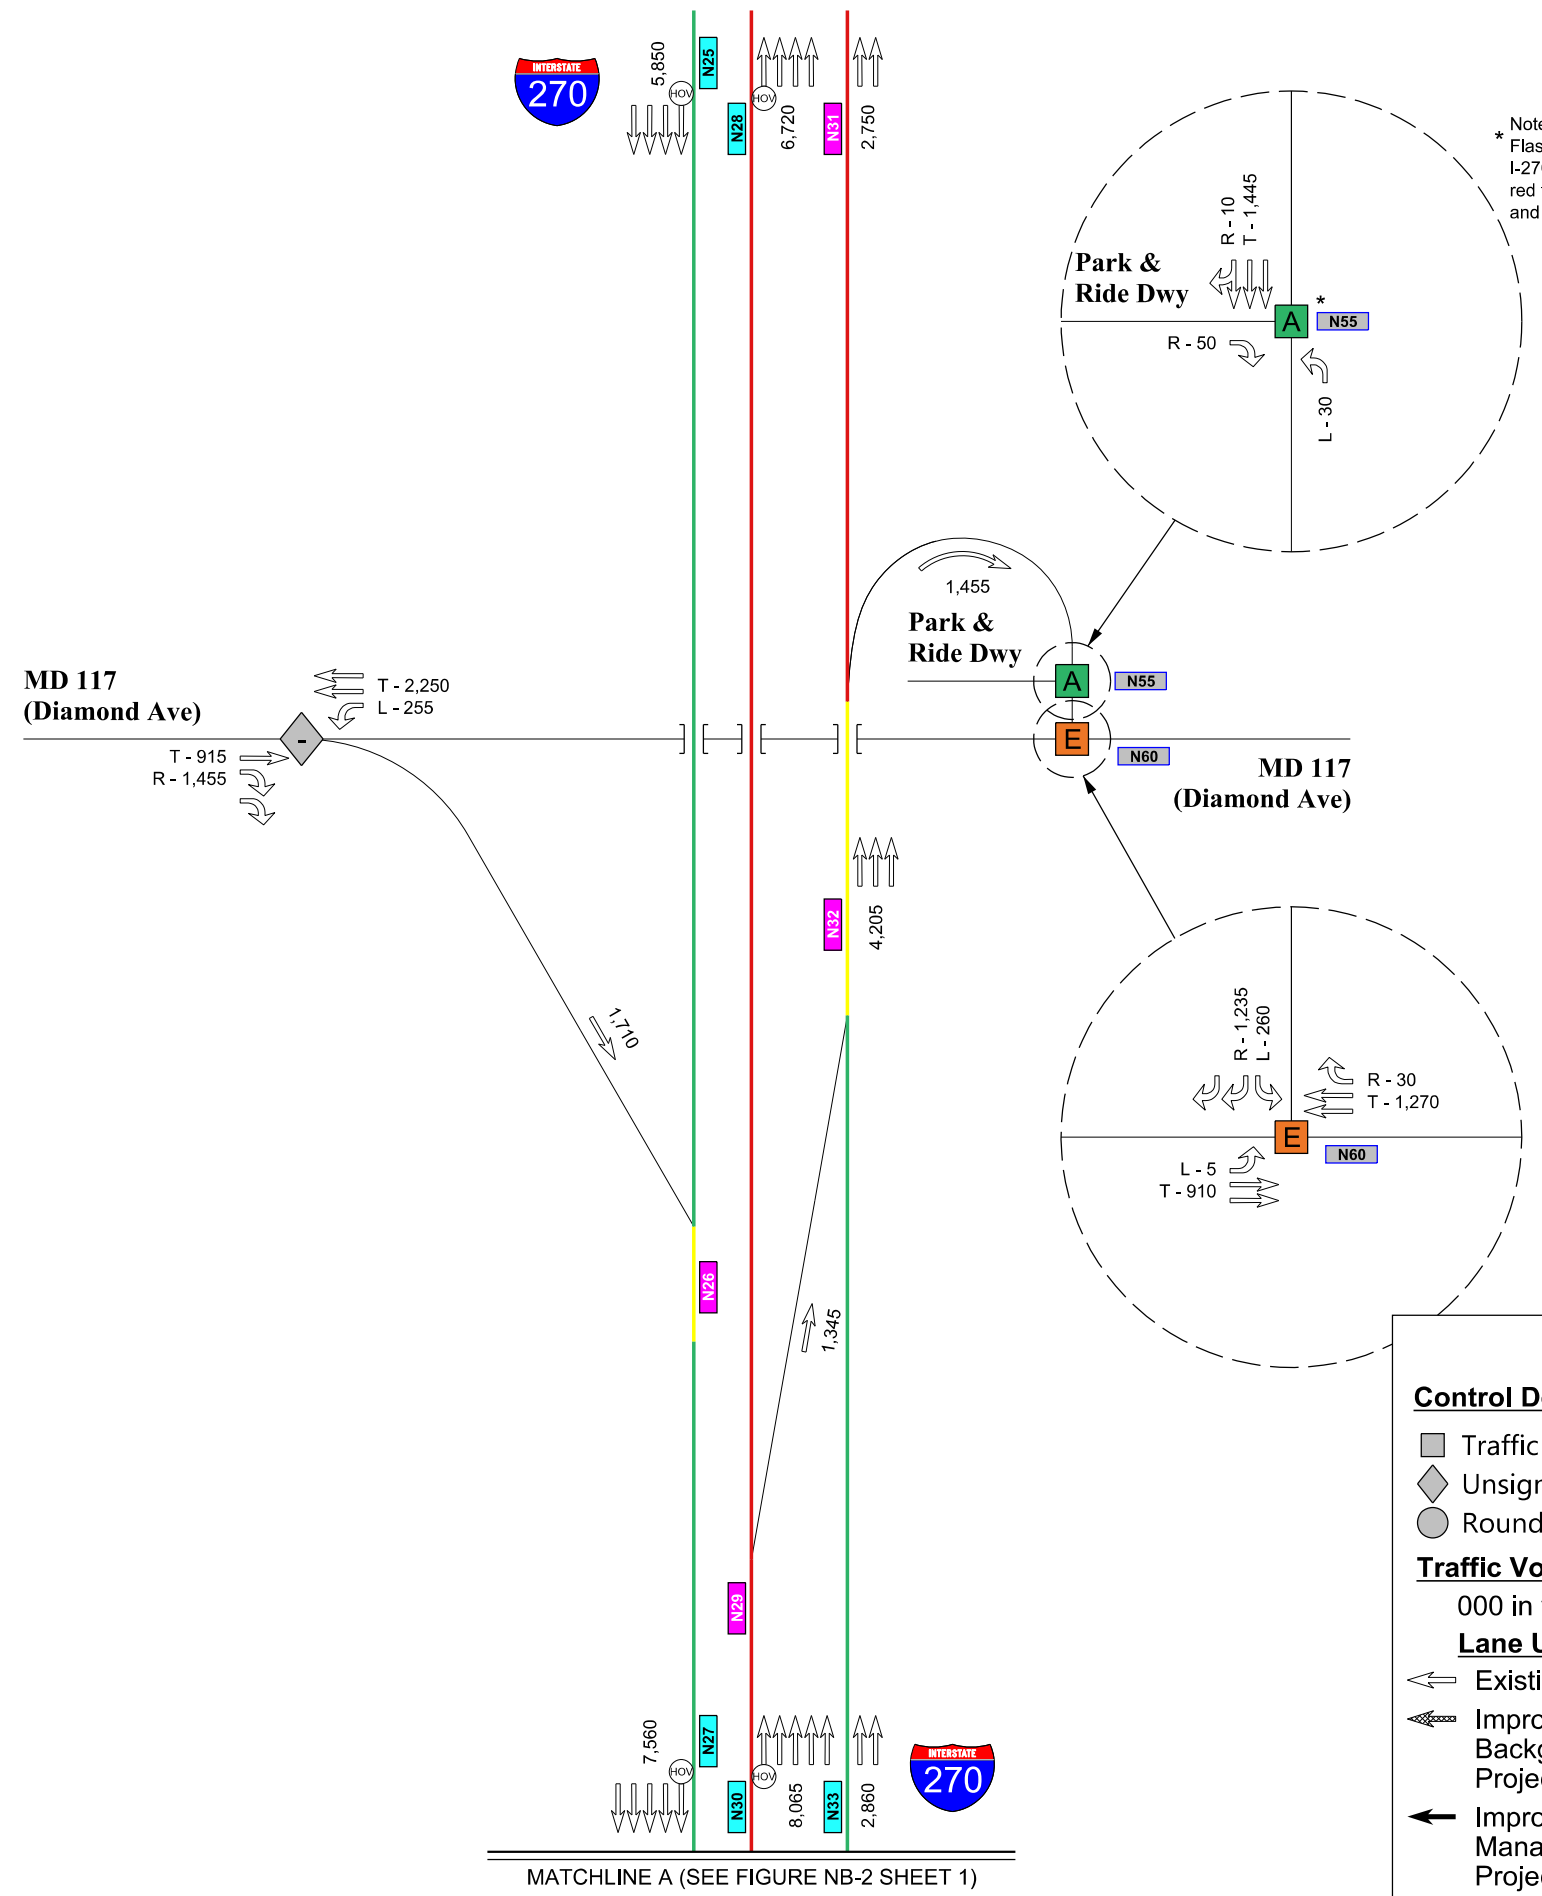 INTERSTATE
270
5,850
HOV
N25
N28
HOV
6,720
N31
2,750
*
Note
Flas
I-270
red
and
R - 10
T - 1,445
Park &
Ride Dwy
*
A
N55
R - 50
L - 30
1,455
Park &
Ride Dwy
A
N55
MD 117
(Diamond Ave)
T - 2,250
L - 255
-
T - 915
R - 1,455
E
N60
MD 117
(Diamond Ave)
N32
4,205
1,710
R - 1,235
L - 260
R - 30
T - 1,270
E
N60
L - 5
T - 910
N26
1,345
Control De
Traffic
Unsign
Round
Traffic Vo
000 in
Lane U
Existi
Impro
Backg
Projec
Impro
Mana
Projec
N29
7,560
HOV
N27
N30
HOV
8,065
N33
2,860
INTERSTATE
270
MATCHLINE A (SEE FIGURE NB-2 SHEET 1)